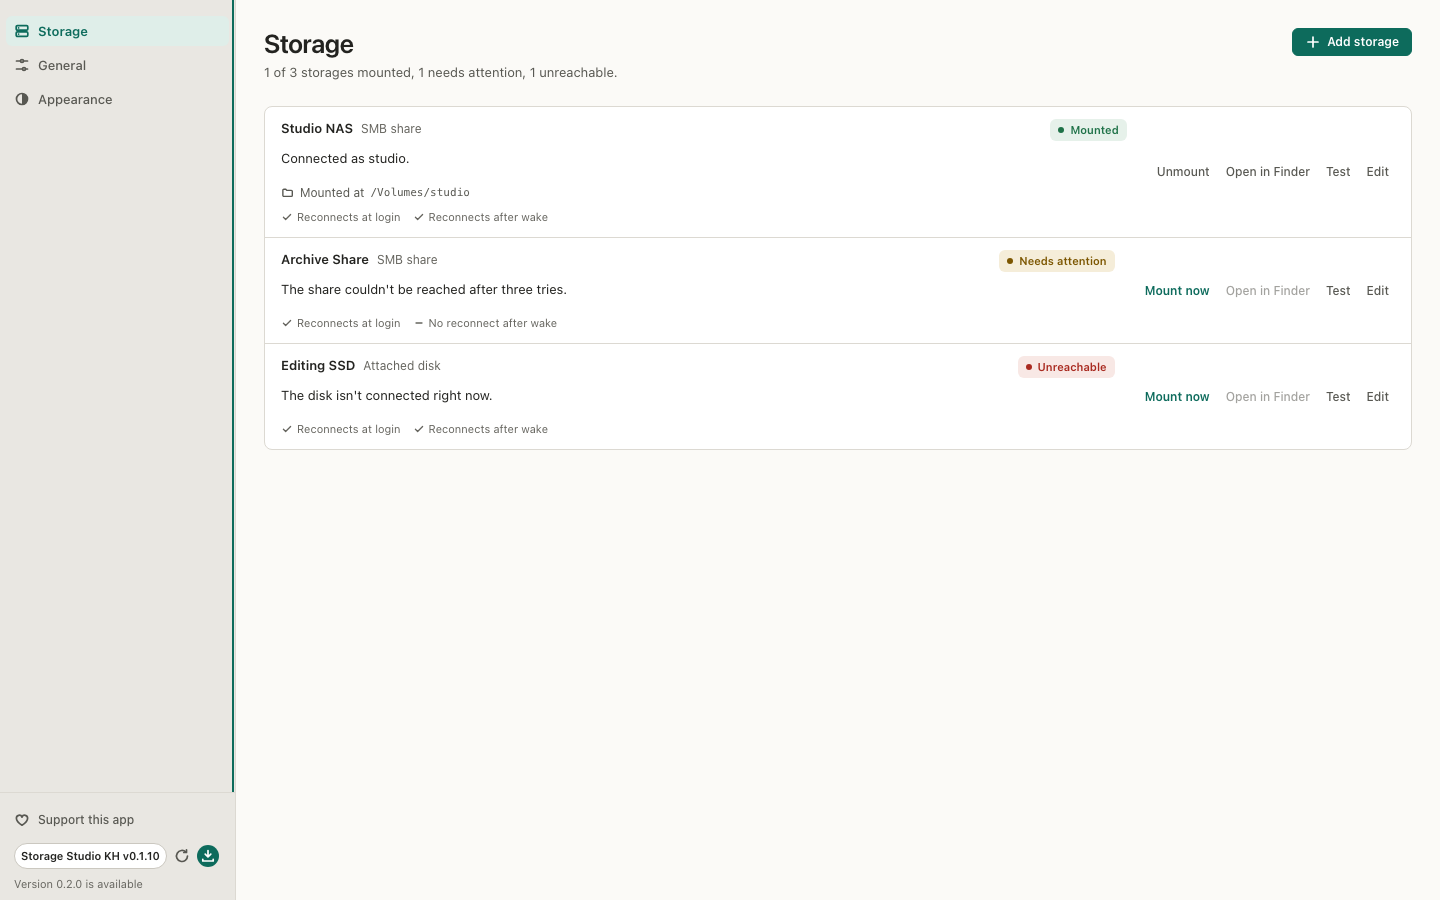 Storage
General
Appearance
Storage
Add storage
1 of 3 storages mounted, 1 needs attention, 1 unreachable.
Studio NAS SMB share
Mounted
Connected as studio.
Unmount Open in Finder Test Edit
Mounted at /Volumes/studio
Reconnects at login Reconnects after wake
Archive Share SMB share
Needs attention
The share couldn't be reached after three tries.
Mount now Open in Finder Test Edit
Reconnects at login No reconnect after wake
Editing SSD Attached disk
Unreachable
The disk isn't connected right now.
Mount now Open in Finder Test Edit
Reconnects at login Reconnects after wake
Support this app
Storage Studio KH v0.1.10
Version 0.2.0 is available